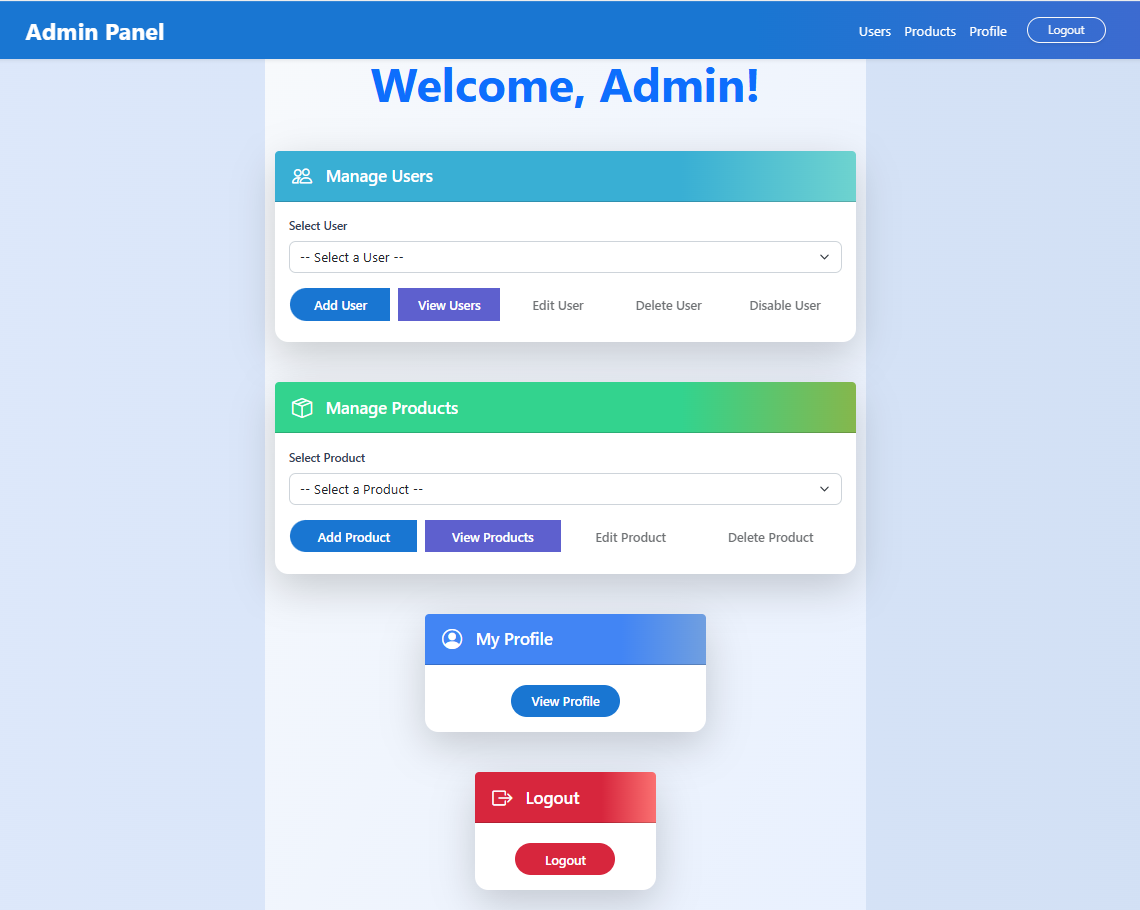 Admin Panel
Users Products Profile Logout
Welcome, Admin!
Manage Users
Select User
-- Select a User --
Add User View Users Edit User Delete User Disable User
Manage Products
Select Product
-- Select a Product --
Add Product View Products Edit Product Delete Product
My Profile
View Profile
Logout
Logout